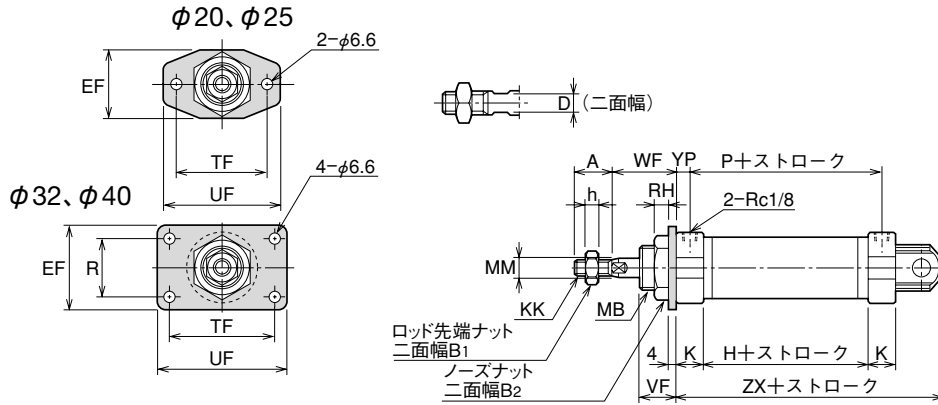 φ20、φ25
2-φ6.6
EF
TF
UF
D（二面幅）
φ32、φ40
4-φ6.6
EF
R
TF
UF
A
WF
YP
P＋ストローク
h
RH
2-Rc1/8
MM
KK
MB
ロッド先端ナット
二面幅B1
ノーズナット
二面幅B2
4
K
H＋ストローク
K
VF
ZX＋ストローク